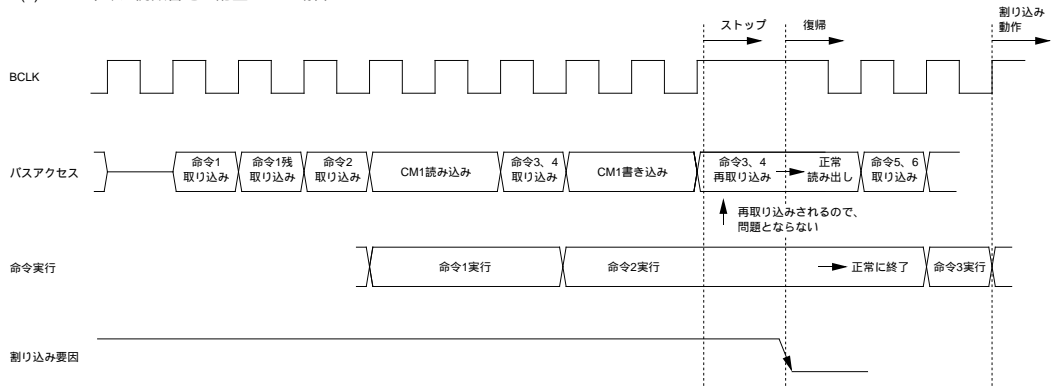 ストップ
復帰
割り込み
動作
BCLK
バスアクセス
命令1
取り込み
命令1残
取り込み
命令2
取り込み
CM1読み込み
命令3、4
取り込み
CM1書き込み
命令3、4
再取り込み
正常
読み出し
命令5、6
取り込み
再取り込みされるので、
問題とならない
命令実行
命令1実行
命令2実行
正常に終了
命令3実行
割り込み要因